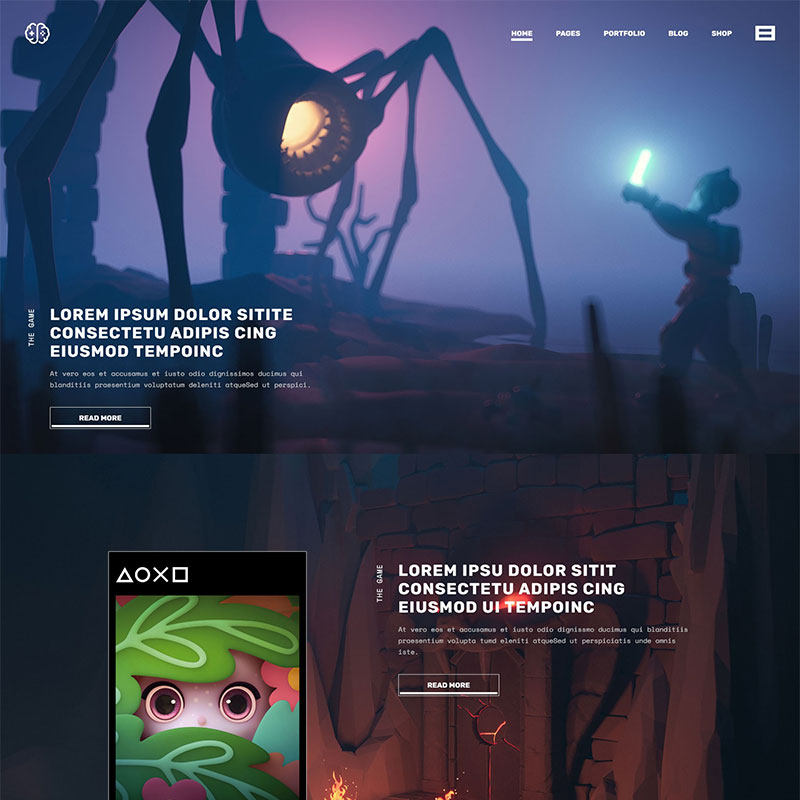 HOME PAGES PORTFOLIO BLOG SHOP
THE GAME
LOREM IPSUM DOLOR SITITE
CONSECTETU ADIPIS CING
EIUSMOD TEMPOINC
At vero eos et accusamus et iusto odio dignissimos ducimus qui
blanditiis praesentium voluptatum deleniti atqueSed ut perspici.
READ MORE
THE GAME
LOREM IPSU DOLOR SITIT
CONSECTETU ADIPIS CING
EIUSMOD UI TEMPOINC
At vero eos et accusamus et iusto odio dignissmo ducimus qui blanditiis
praesentium volupta tumd eleniti atqueSed ut perspiciatis unde omnis
iste.
READ MORE